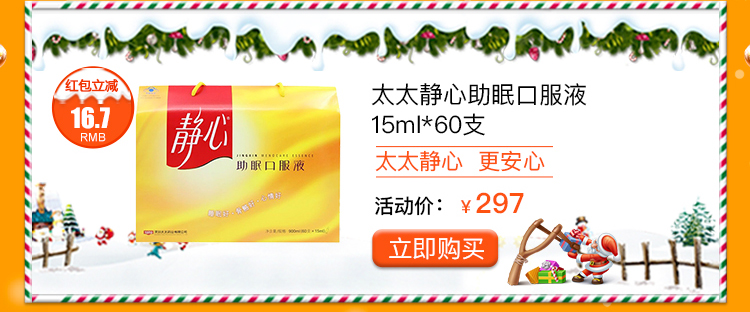 红包立减
16.7
RMB
静心
助眠口服液
太太静心助眠口服液
15ml*60支
太太静心 更安心
活动价：￥297
立即购买